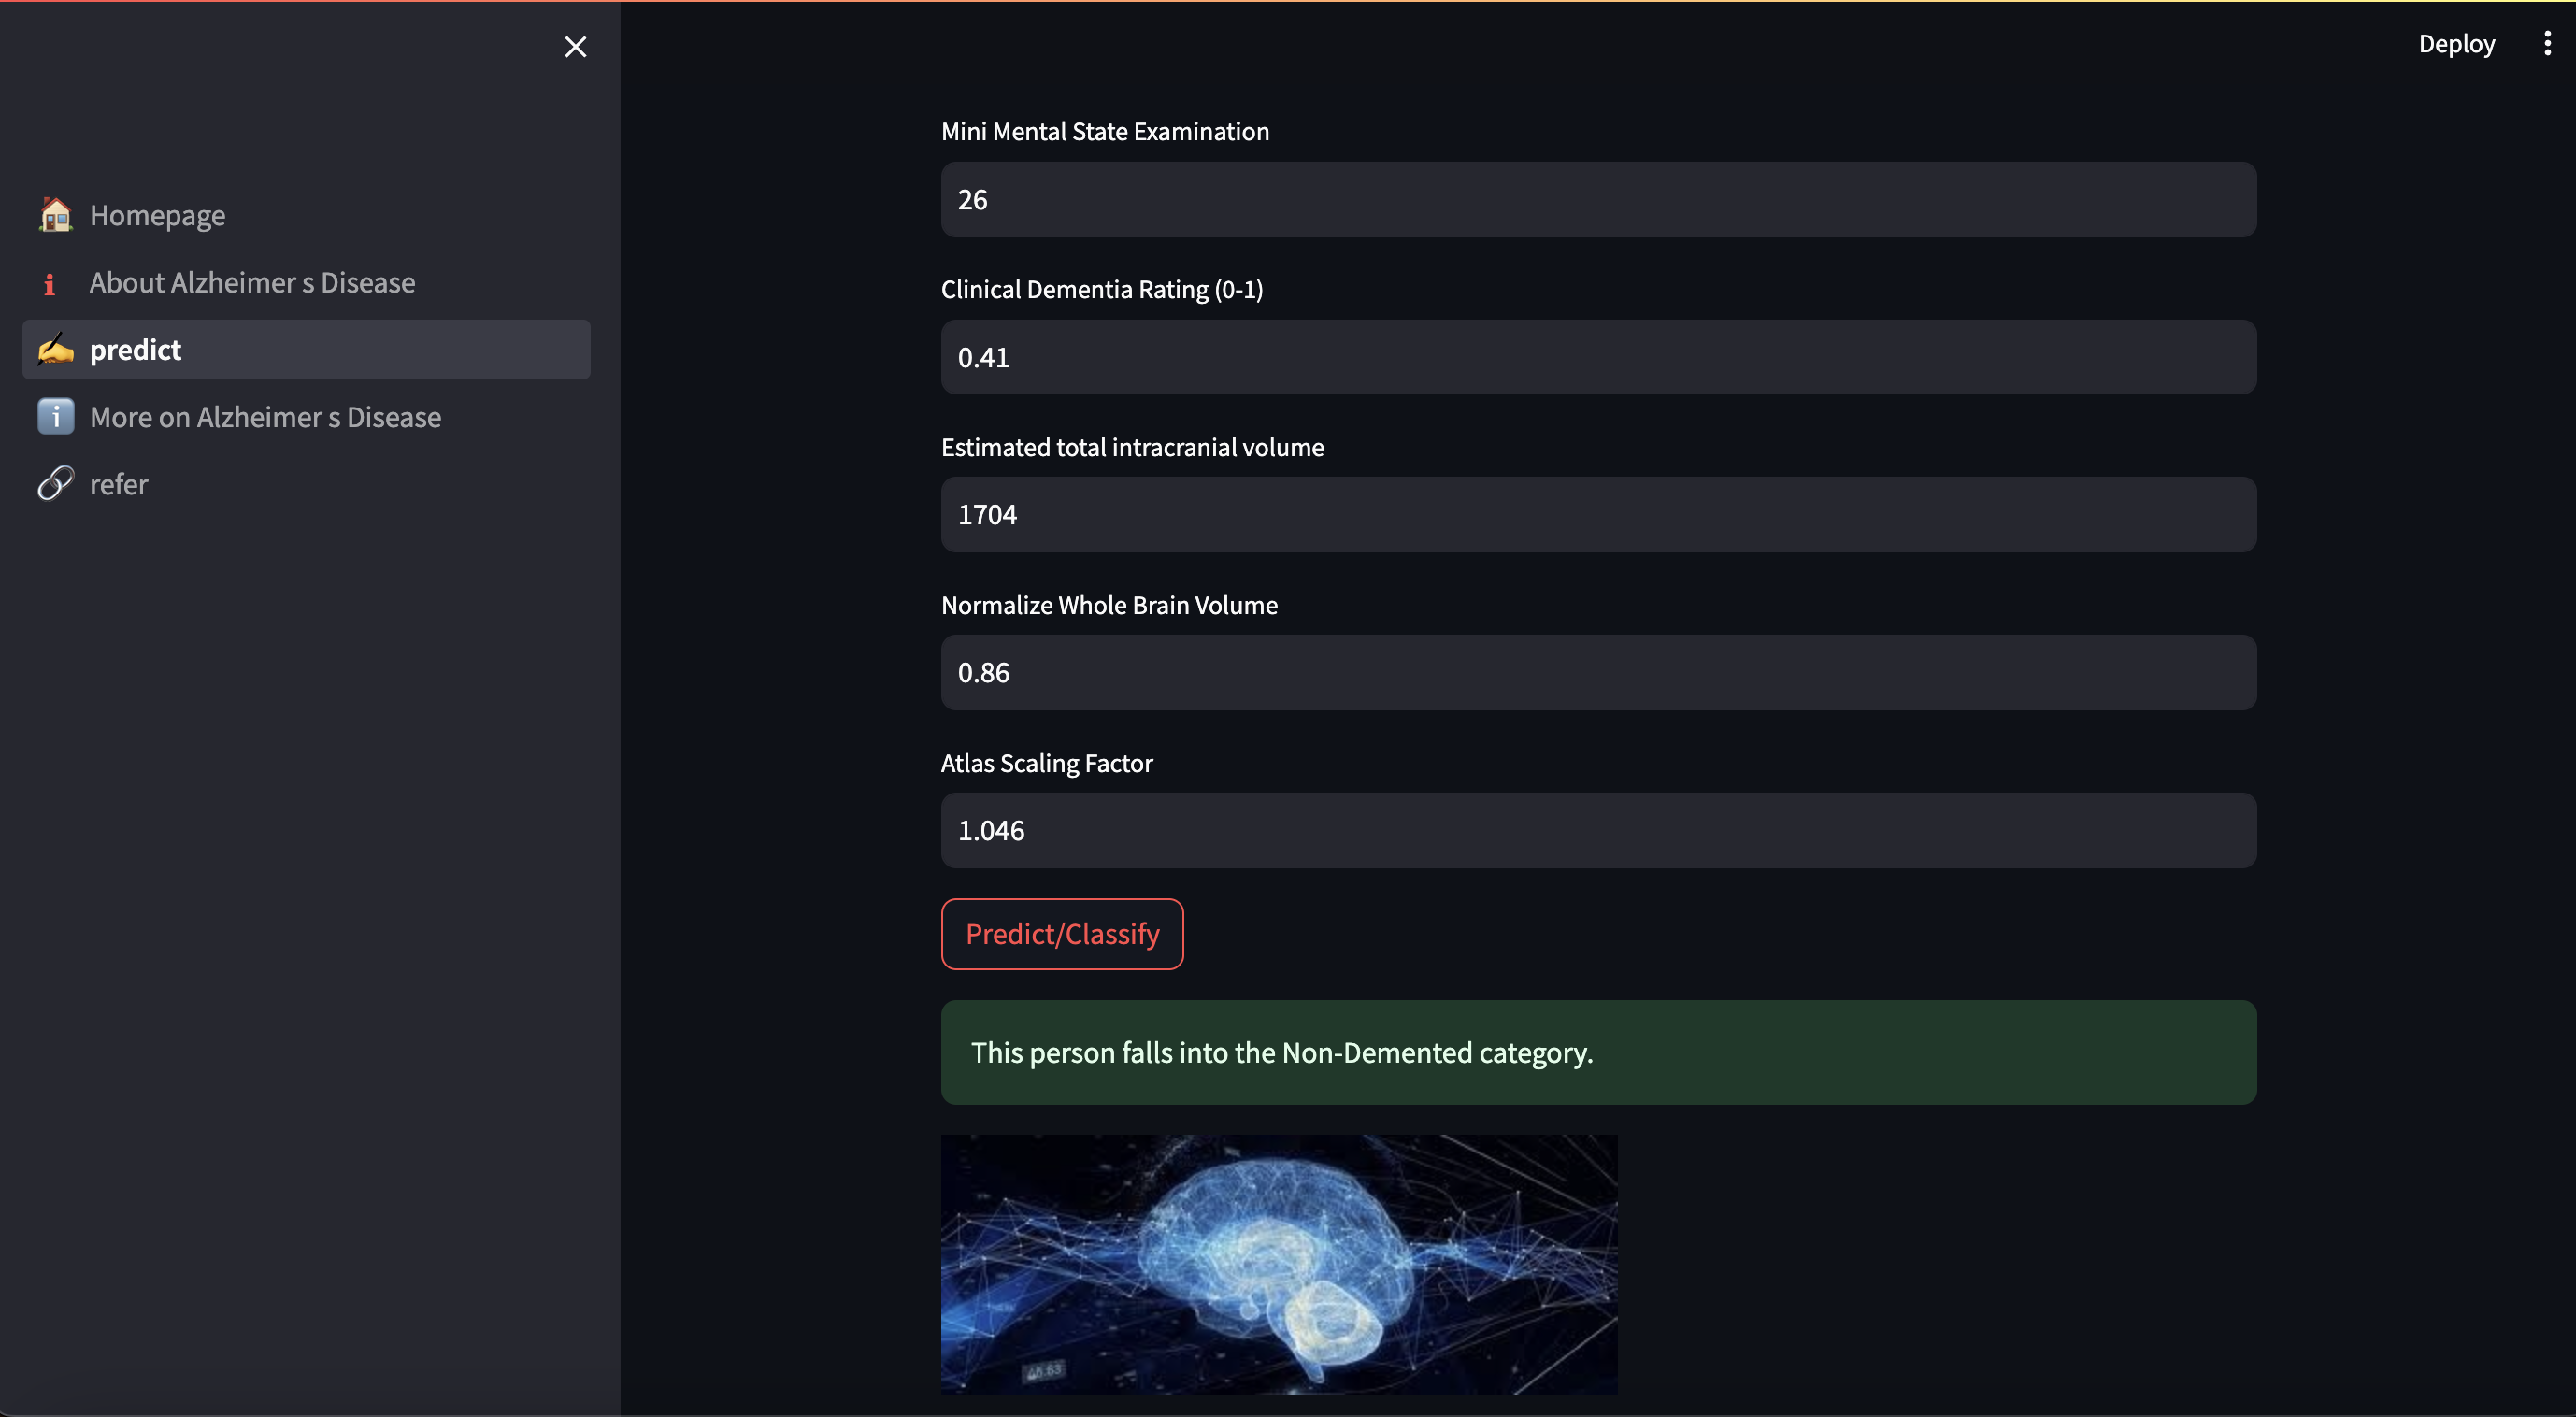 Deploy
Homepage
About Alzheimer s Disease
predict
More on Alzheimer s Disease
refer
Mini Mental State Examination
26
Clinical Dementia Rating (0-1)
0.41
Estimated total intracranial volume
1704
Normalize Whole Brain Volume
0.86
Atlas Scaling Factor
1.046
Predict/Classify
This person falls into the Non-Demented category.